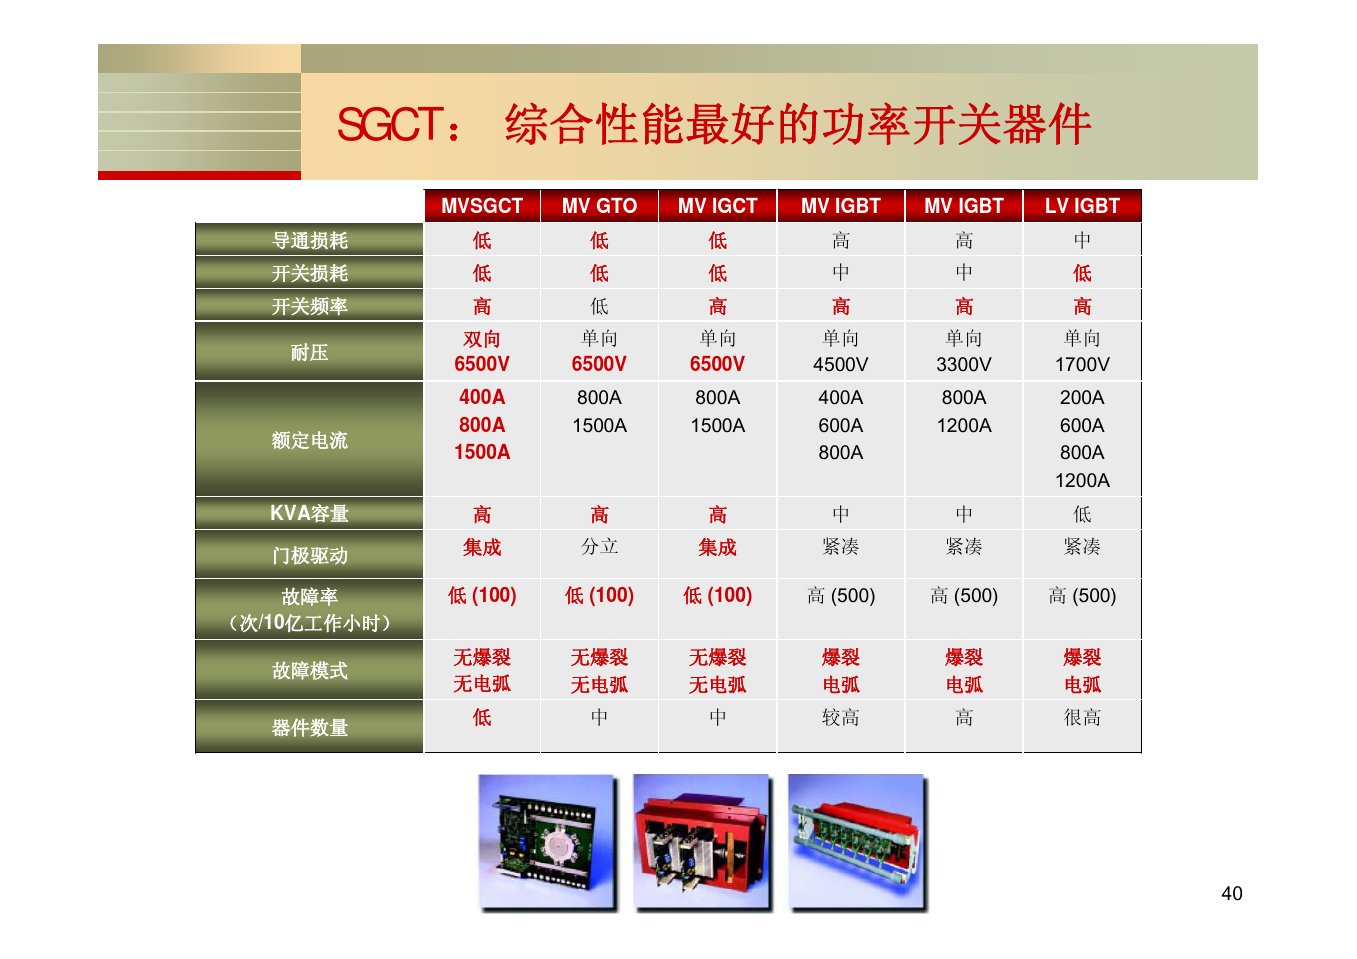 SGCT： 综合性能最好的功率开关器件
MVSGCT MV GTO MV IGCT MV IGBT MV IGBT LV IGBT
导通损耗 低 低 低 高 高 中
开关损耗 低 低 低 中 中 低
开关频率 高 低 高 高 高 高
耐压 双向 单向 单向 单向 单向 单向
6500V 6500V 6500V 4500V 3300V 1700V
额定电流 400A 800A 800A 400A 800A 200A
800A 1500A 1500A 600A 1200A 600A
1500A 800A 800A
1200A
KVA容量 高 高 高 中 中 低
门极驱动 集成 分立 集成 紧凑 紧凑 紧凑
故障率 低 (100) 低 (100) 低 (100) 高 (500) 高 (500) 高 (500)
（次/10亿工作小时）
故障模式 无爆裂 无爆裂 无爆裂 爆裂 爆裂 爆裂
无电弧 无电弧 无电弧 电弧 电弧 电弧
器件数量 低 中 中 较高 高 很高
40